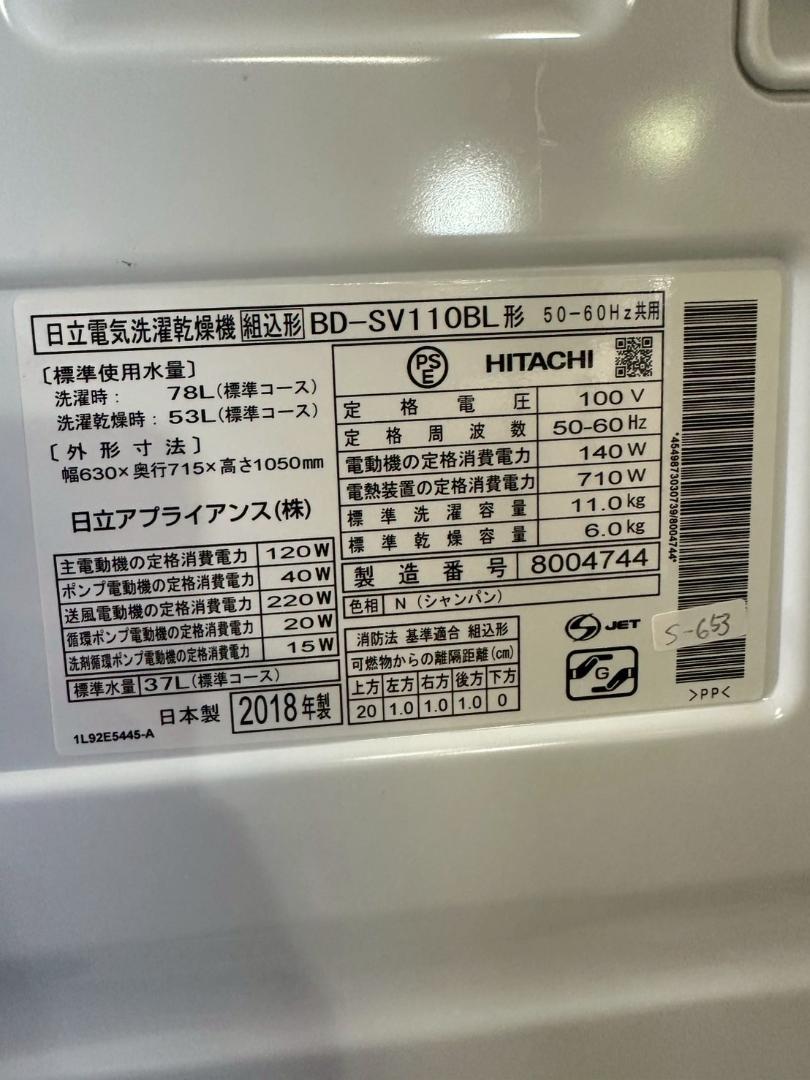 日立電気洗濯乾燥機 組込形 BD-SV110BL形 50-60Hz共用
〔標準使用水量〕
洗濯時： 78L(標準コース)
洗濯乾燥時：53L(標準コース)
〔外形寸法〕
幅630×奥行715×高さ1050mm
日立アプライアンス(株)
主電動機の定格消費電力 120W
ポンプ電動機の定格消費電力 40W
送風電動機の定格消費電力 220W
循環ポンプ電動機の定格消費電力 20W
洗剤循環ポンプ電動機の定格消費電力 15W
標準水量 37L(標準コース)
日本製 2018年製
1L92E5445-A
PSE HITACHI
定格電圧 100V
定格周波数 50-60Hz
電動機の定格消費電力 140W
電熱装置の定格消費電力 710W
標準洗濯容量 11.0kg
標準乾燥容量 6.0kg
製造番号 8004744
色相 N（シャンパン）
消防法 基準適合 組込形
可燃物からの離隔距離(cm)
上方 左方 右方 後方 下方
20 1.0 1.0 1.0 0
S JET
G
S-653
*4549873030739/8004744*
>PP<